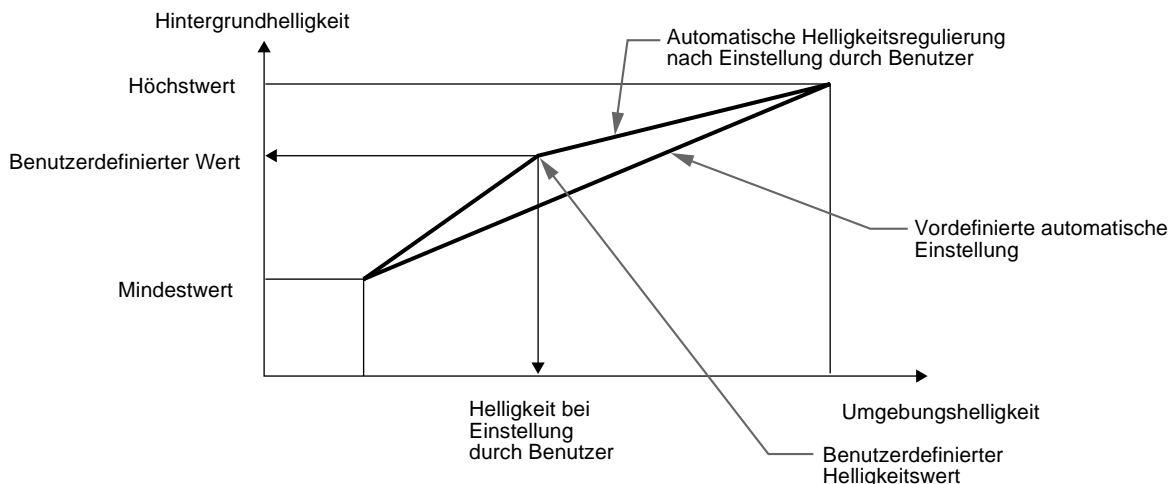 Hintergrundhelligkeit
Automatische Helligkeitsregulierung
nach Einstellung durch Benutzer
Höchstwert
Benutzerdefinierter Wert
Vordefinierte automatische
Einstellung
Mindestwert
Helligkeit bei
Einstellung
durch Benutzer
Umgebungshelligkeit
Benutzerdefinierter
Helligkeitswert